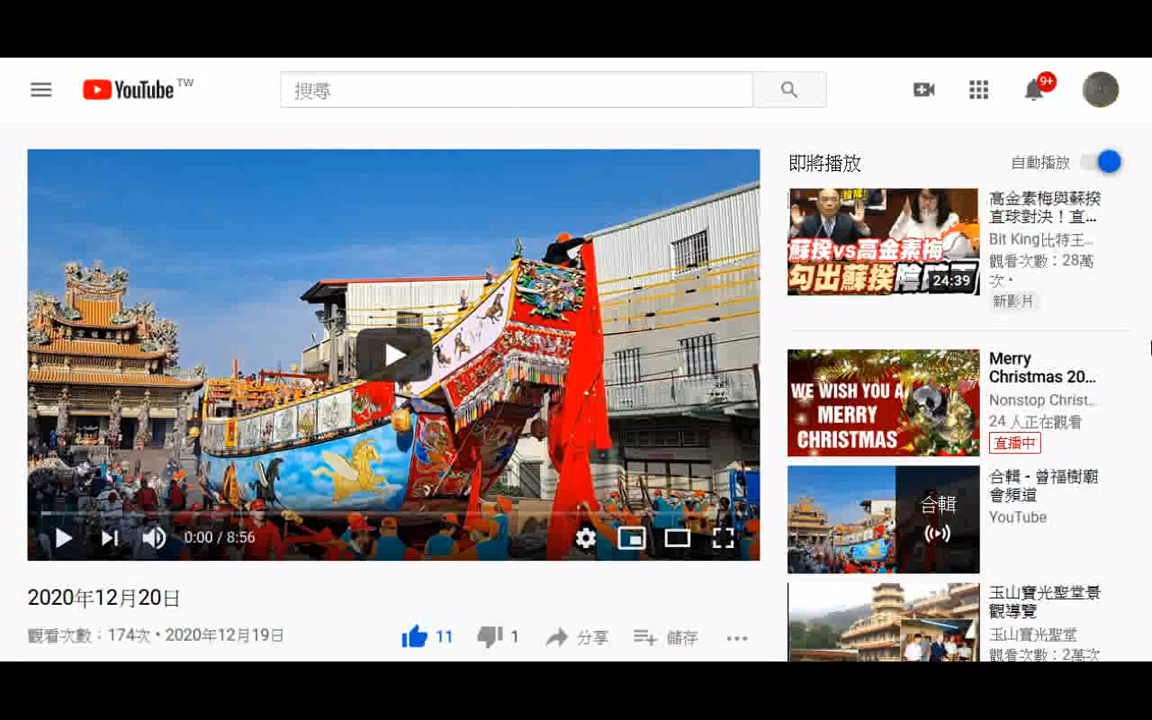 YouTube TW
搜尋
9+
即將播放
自動播放
蘇揆vs高金素梅
勾出蘇揆
24:39
高金素梅與蘇揆
直球對決！直...
Bit King比特王...
觀看次數：28萬
次•
新影片
WE WISH YOU A
MERRY
CHRISTMAS
Merry
Christmas 20...
Nonstop Christ...
24 人正在觀看
直播中
合輯
合輯 - 曾福樹廟
會頻道
YouTube
玉山寶光聖堂景
觀導覽
玉山寶光聖堂
觀看次數：2萬次
0:00 / 8:56
2020年12月20日
觀看次數：174次 • 2020年12月19日
11
1
分享
儲存